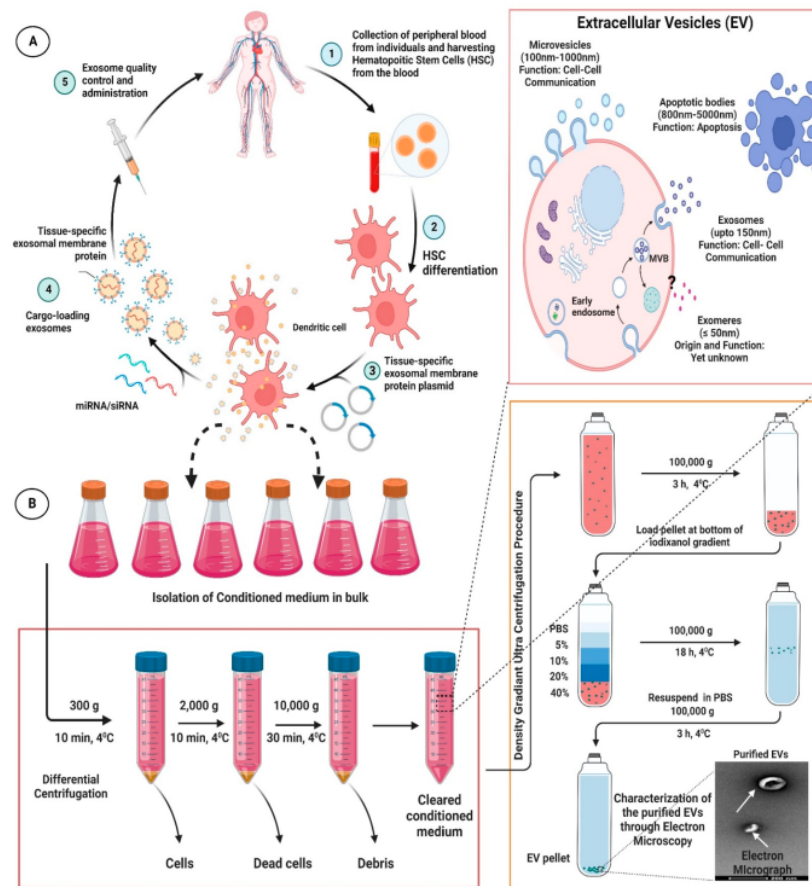 A
1
Collection of peripheral blood
from individuals and harvesting
Hematopoitic Stem Cells (HSC)
from the blood
5
Exosome quality
control and
administration
2
HSC
differentiation
Tissue-specific
exosomal membrane
protein
4
Cargo-loading
exosomes
Dendritic cell
3
Tissue-specific
exosomal membrane
protein plasmid
miRNA/siRNA
Extracellular Vesicles (EV)
Microvesicles
(100nm-1000nm)
Function: Cell-Cell
Communication
Apoptotic bodies
(800nm-5000nm)
Function: Apoptosis
Exosomes
(upto 150nm)
Function: Cell- Cell
Communication
MVB
?
Early
endosome
Exomeres
(≤ 50nm)
Origin and Function:
Yet unknown
B
Isolation of Conditioned medium in bulk
300 g
10 min, 4⁰C
2,000 g
10 min, 4⁰C
10,000 g
30 min, 4⁰C
Differential
Centrifugation
Cells
Dead cells
Debris
Cleared
conditioned
medium
Density Gradiant Ultra Centrifugation Procedure
100,000 g
3 h, 4⁰C
Load pellet at bottom of
iodixanol gradient
PBS
5%
10%
20%
40%
100,000 g
18 h, 4⁰C
Resuspend in PBS
100,000 g
3 h, 4⁰C
Purified EVs
Characterization of
the purified EVs
through Electron
Microscopy
EV pellet
Electron
Micrograph